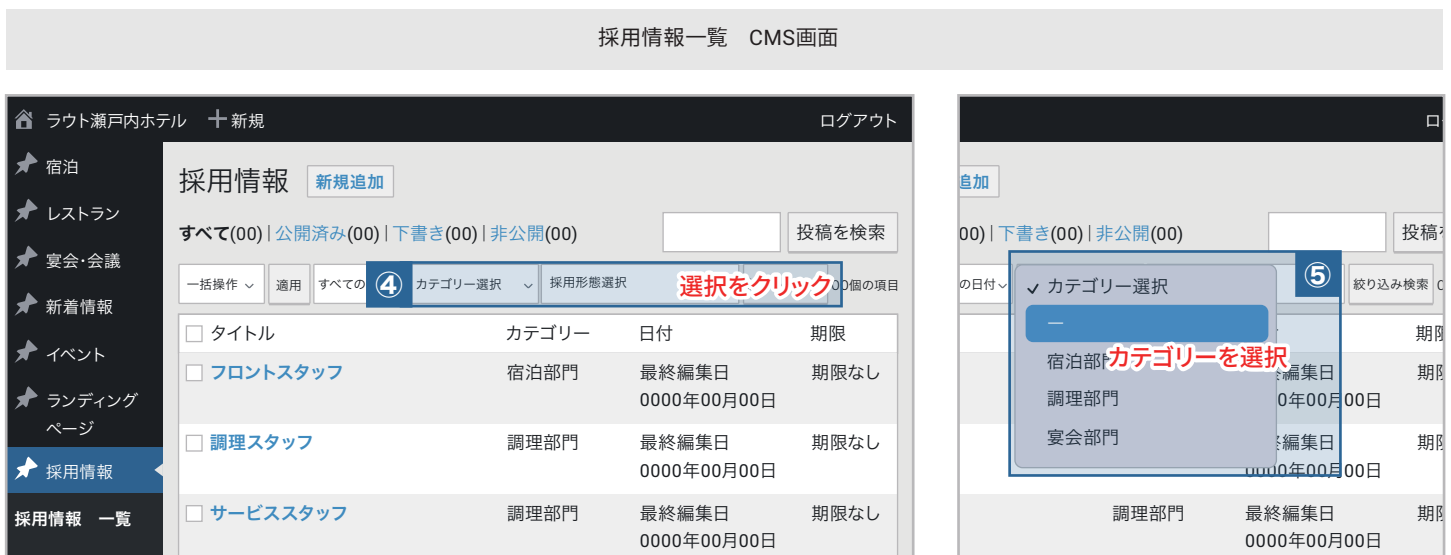 採用情報一覧　CMS画面
ラウト瀬戸内ホテル 新規 ログアウト
宿泊
レストラン
宴会・会議
新着情報
イベント
ランディング
ページ
採用情報
採用情報　一覧
採用情報 新規追加
すべて(00)|公開済み(00)|下書き(00)|非公開(00) 投稿を検索
一括操作 適用 すべての ④ カテゴリー選択 採用形態選択 選択をクリック 00個の項目
タイトル カテゴリー 日付 期限
フロントスタッフ 宿泊部門 最終編集日 期限なし
0000年00月00日
調理スタッフ 調理部門 最終編集日 期限なし
0000年00月00日
サービススタッフ 調理部門 最終編集日 期限なし
0000年00月00日
追加
00)|下書き(00)|非公開(00) 投稿
の日付 ✓ カテゴリー選択 ⑤ 絞り込み検索
—
宿泊部門 カテゴリーを選択
調理部門
宴会部門
期限
編集日
00年00月00日
編集日
0000年00月00日
調理部門 最終編集日
0000年00月00日